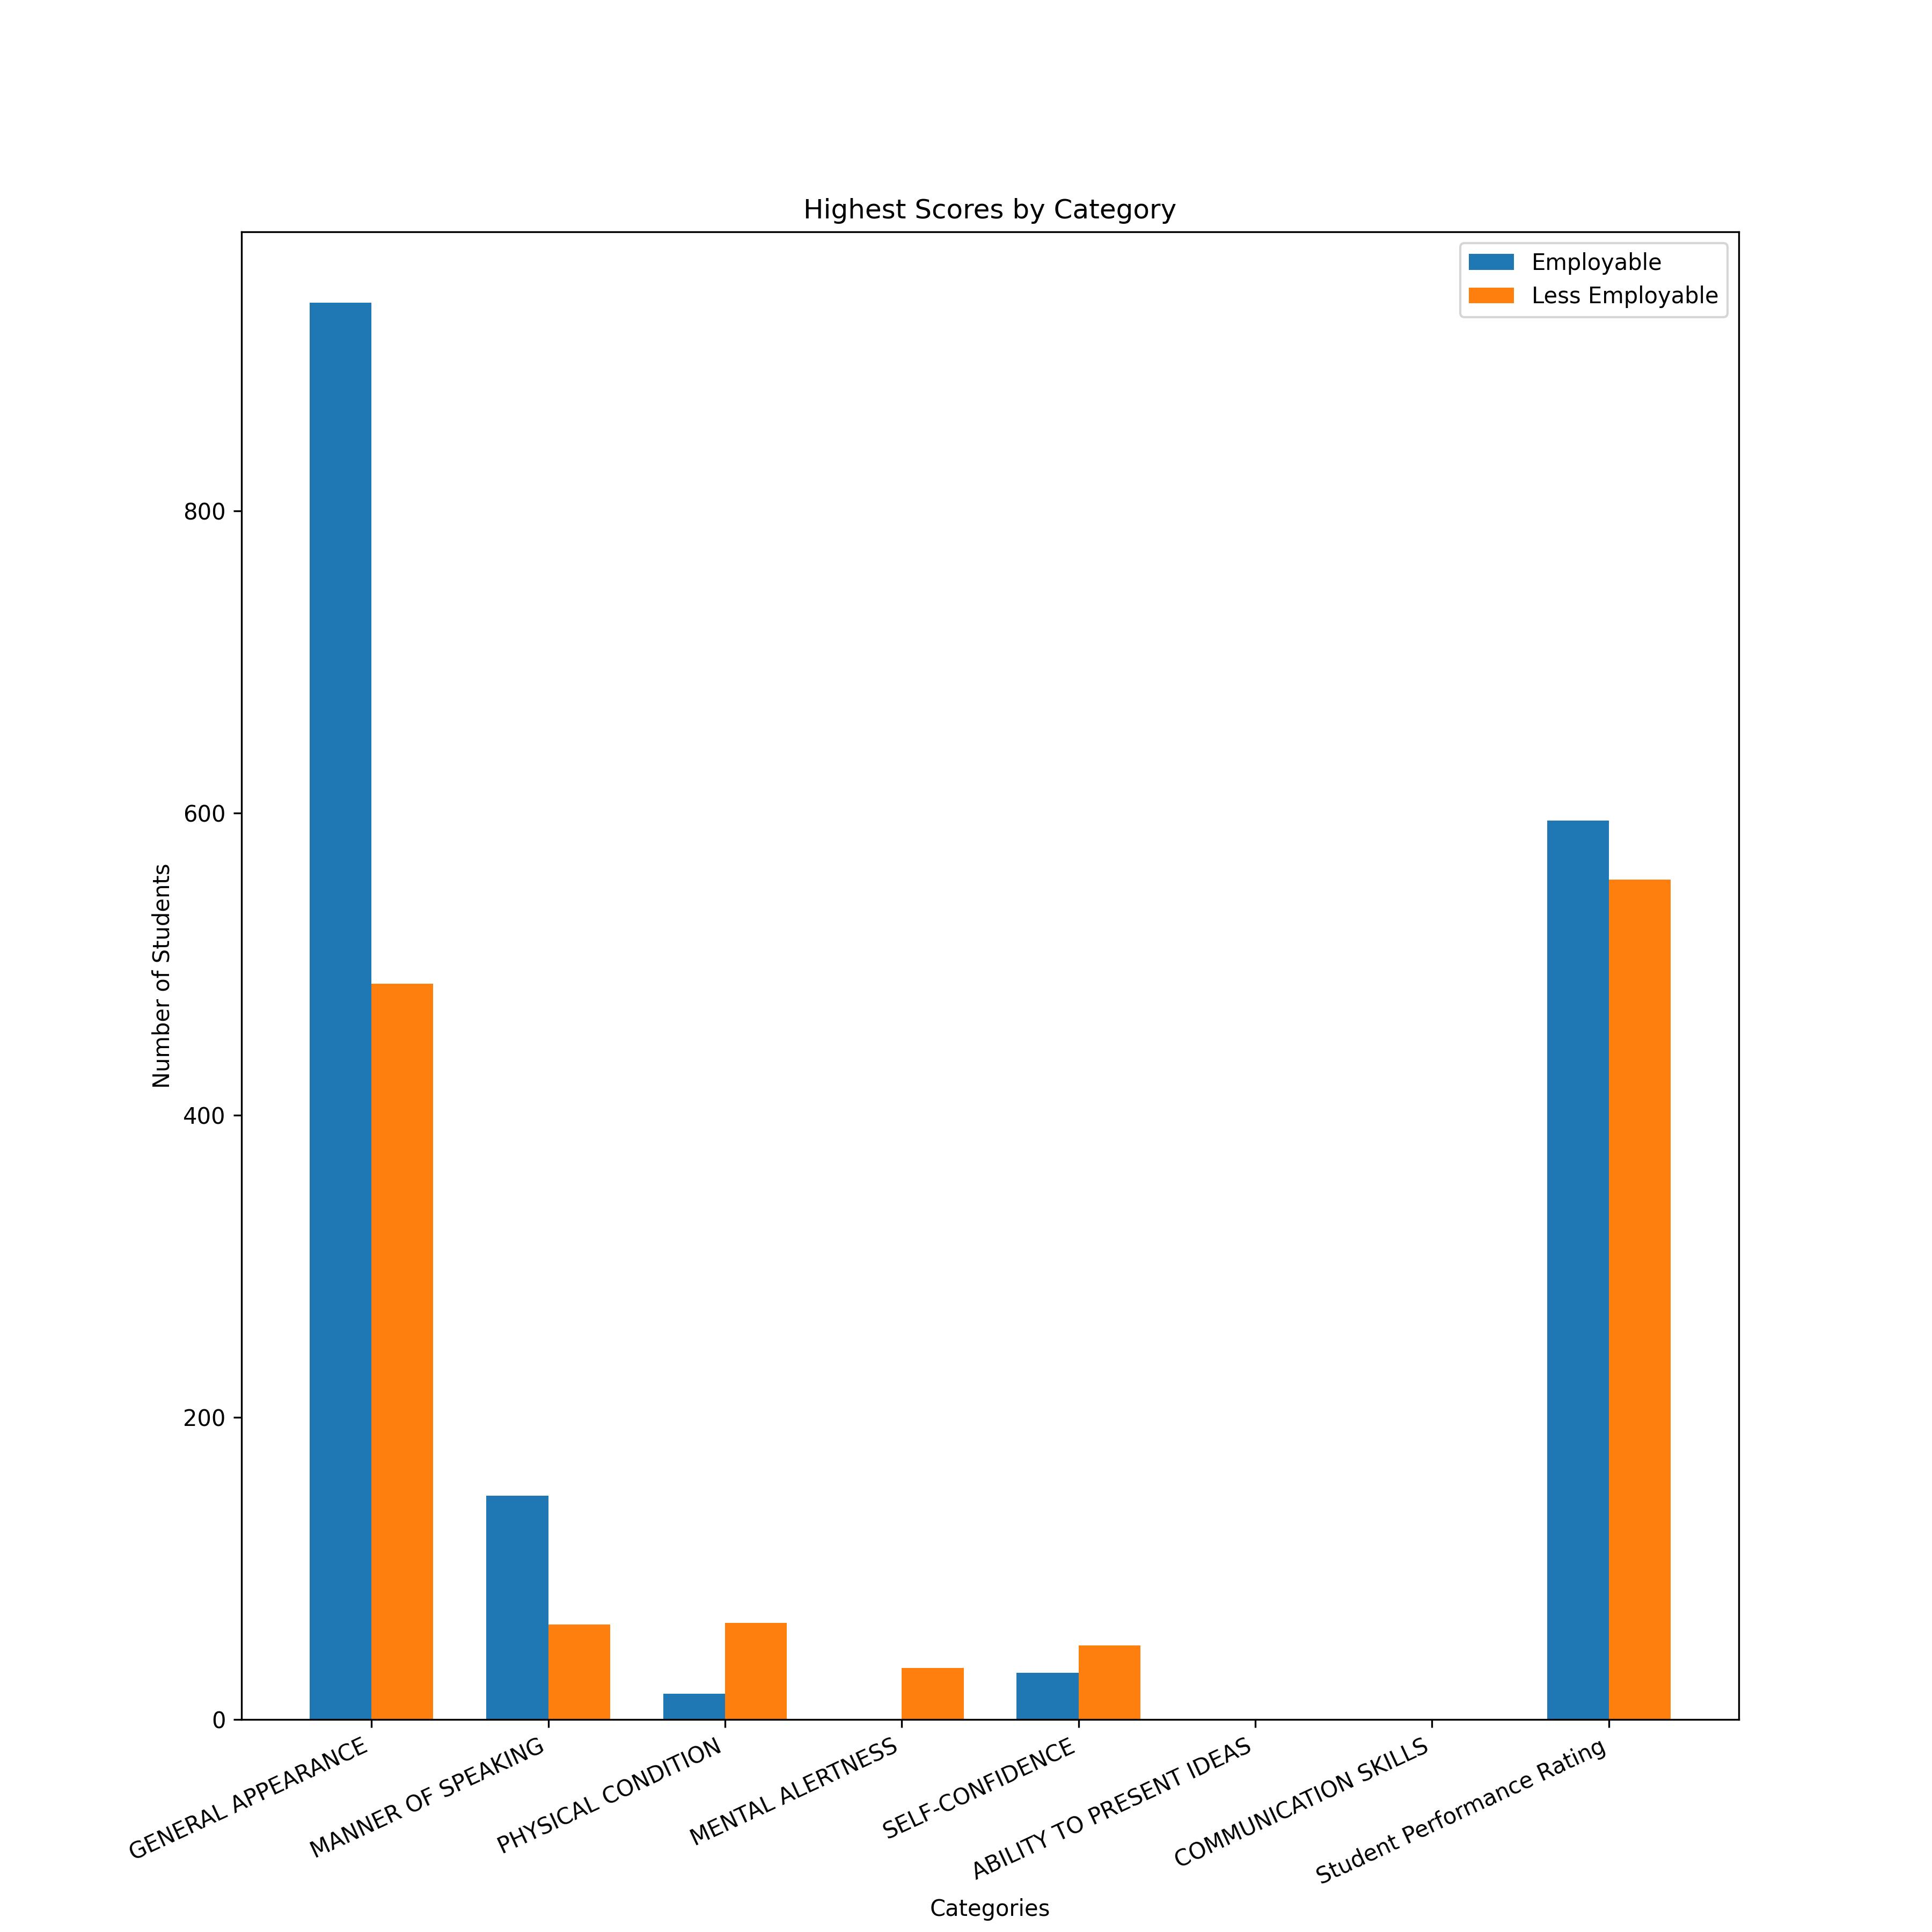 Highest Scores by Category
Employable
Less Employable
800
600
400
200
0
Number of Students
GENERAL APPEARANCE
MANNER OF SPEAKING
PHYSICAL CONDITION
MENTAL ALERTNESS
SELF-CONFIDENCE
ABILITY TO PRESENT IDEAS
COMMUNICATION SKILLS
Student Performance Rating
Categories